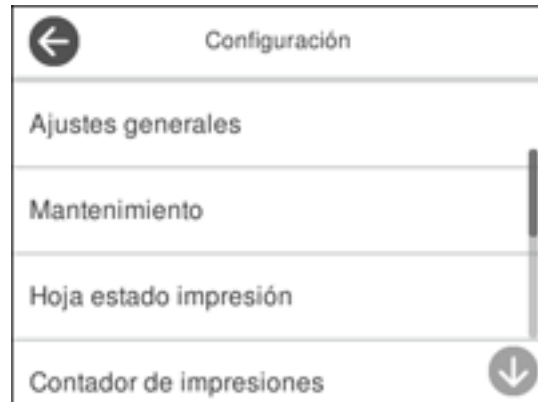 Configuración
Ajustes generales
Mantenimiento
Hoja estado impresión
Contador de impresiones